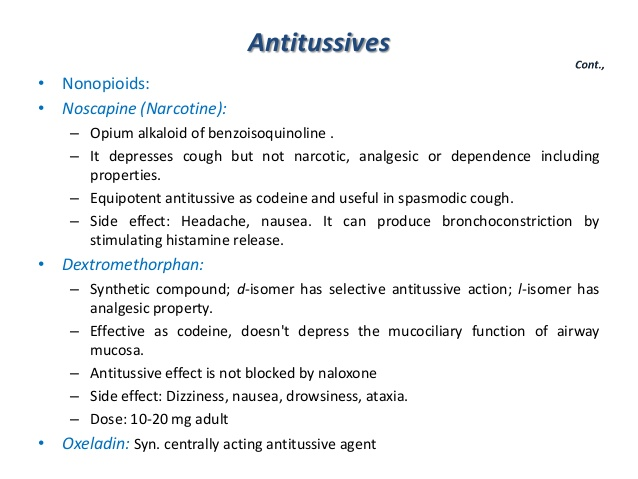 Antitussives
Cont.,
• Nonopioids:
• Noscapine (Narcotine):
– Opium alkaloid of benzoisoquinoline .
– It depresses cough but not narcotic, analgesic or dependence including
properties.
– Equipotent antitussive as codeine and useful in spasmodic cough.
– Side effect: Headache, nausea. It can produce bronchoconstriction by
stimulating histamine release.
• Dextromethorphan:
– Synthetic compound; d-isomer has selective antitussive action; l-isomer has
analgesic property.
– Effective as codeine, doesn't depress the mucociliary function of airway
mucosa.
– Antitussive effect is not blocked by naloxone
– Side effect: Dizziness, nausea, drowsiness, ataxia.
– Dose: 10-20 mg adult
• Oxeladin: Syn. centrally acting antitussive agent